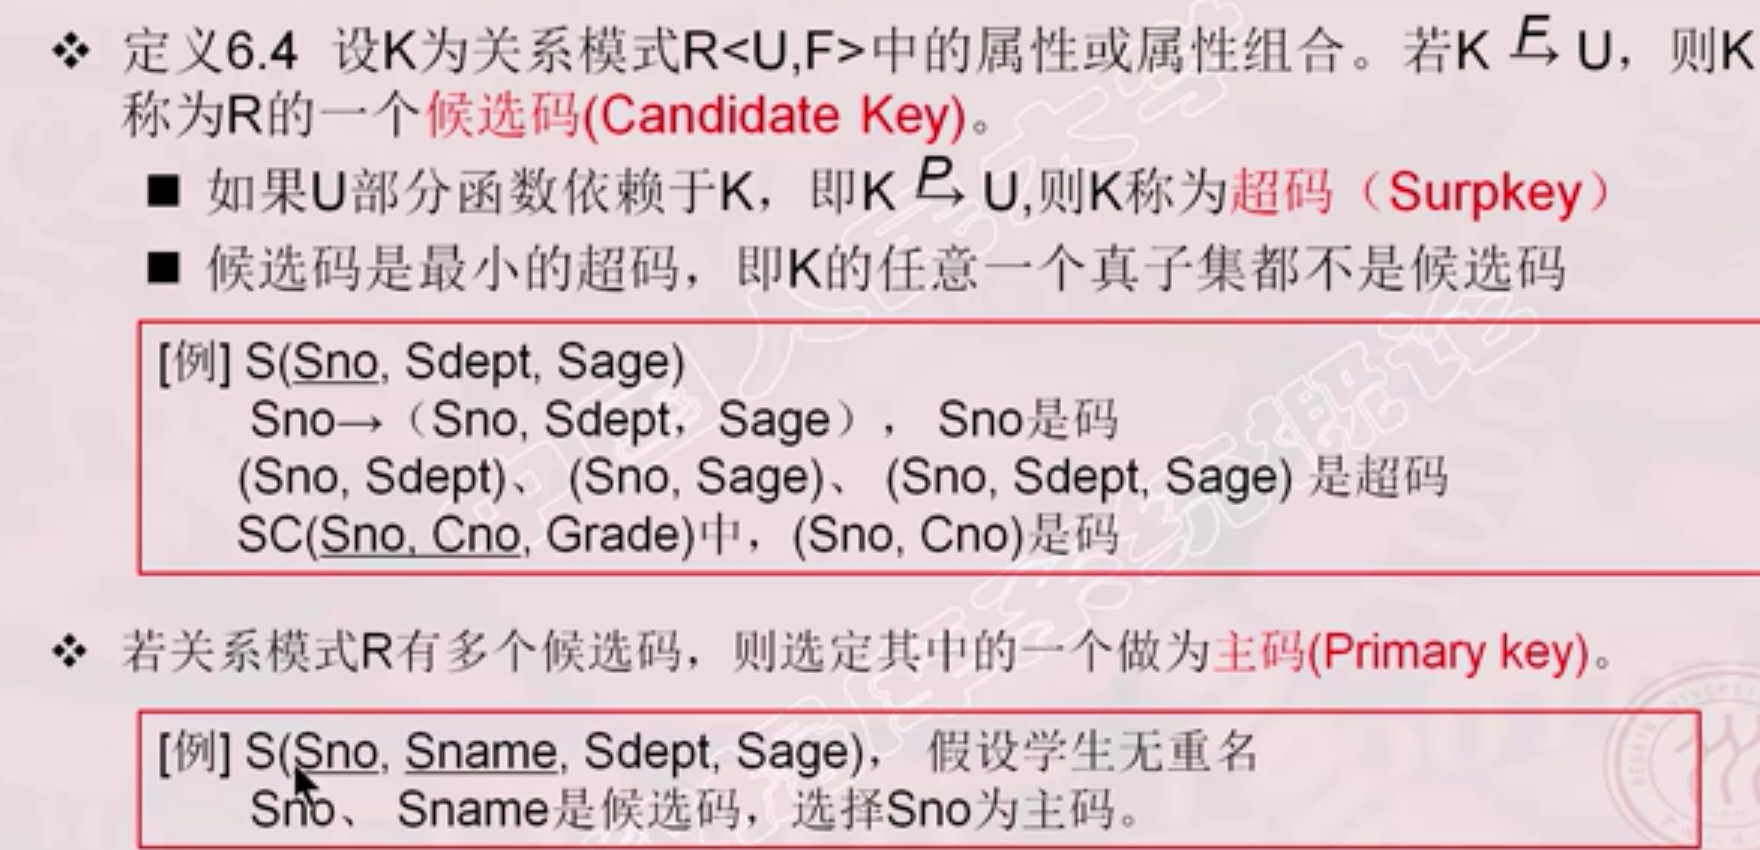 ❖ 定义6.4 设K为关系模式R<U,F>中的属性或属性组合。若K F→ U，则K
称为R的一个候选码(Candidate Key)。
■ 如果U部分函数依赖于K，即K P→ U,则K称为超码（Surpkey）
■ 候选码是最小的超码，即K的任意一个真子集都不是候选码
[例] S(Sno, Sdept, Sage)
Sno→（Sno, Sdept，Sage），Sno是码
(Sno, Sdept)、(Sno, Sage)、(Sno, Sdept, Sage) 是超码
SC(Sno, Cno, Grade)中，(Sno, Cno)是码
❖ 若关系模式R有多个候选码，则选定其中的一个做为主码(Primary key)。
[例] S(Sno, Sname, Sdept, Sage)，假设学生无重名
Sno、Sname是候选码，选择Sno为主码。